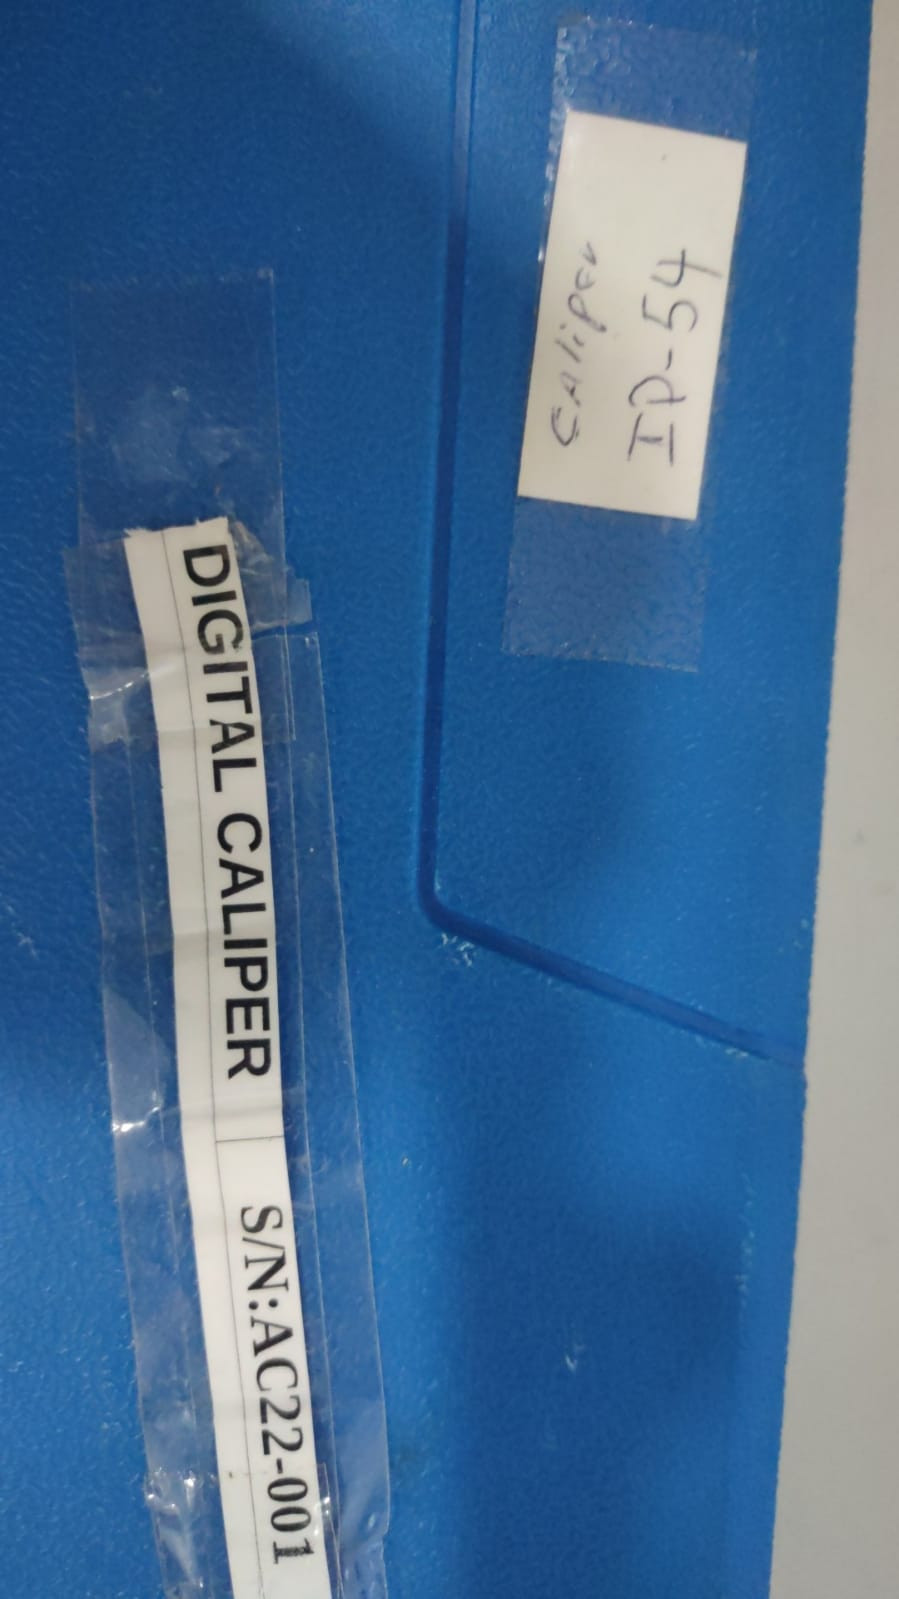 Caliper
ID-54
DIGITAL CALIPER
S/N:AC22-001